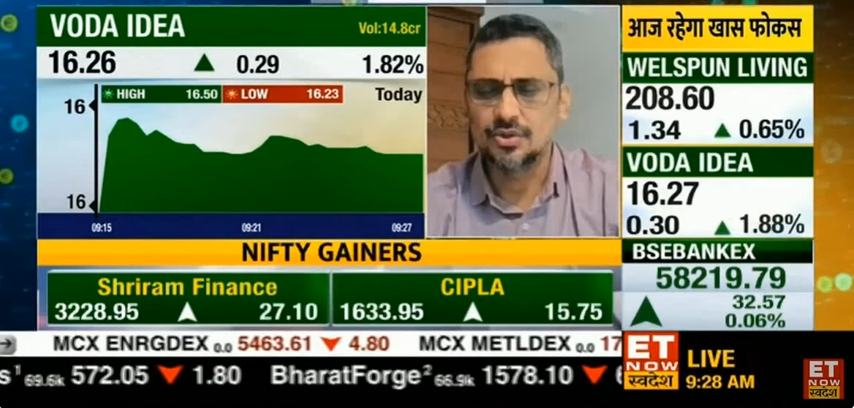 VODA IDEA
Vol:14.8cr
16.26 ▲ 0.29 1.82%
HIGH 16.50 LOW 16.23 Today
16
16
09:15 09:21 09:27
आज रहेगा खास फोकस
WELSPUN LIVING
208.60
1.34 ▲ 0.65%
VODA IDEA
16.27
0.30 ▲ 1.88%
BSEBANKEX
58219.79
▲ 32.57
0.06%
NIFTY GAINERS
Shriram Finance
3228.95 ▲ 27.10
CIPLA
1633.95 ▲ 15.75
MCX ENRGDEX 0.0 5463.61 ▼ 4.80 MCX METLDEX 0.0 17
s¹ 69.6k 572.05 ▼ 1.80 BharatForge² 66.9k 1578.10 ▼
ET
NOW
स्वदेश
LIVE
9:28 AM
ET
NOW
स्वदेश